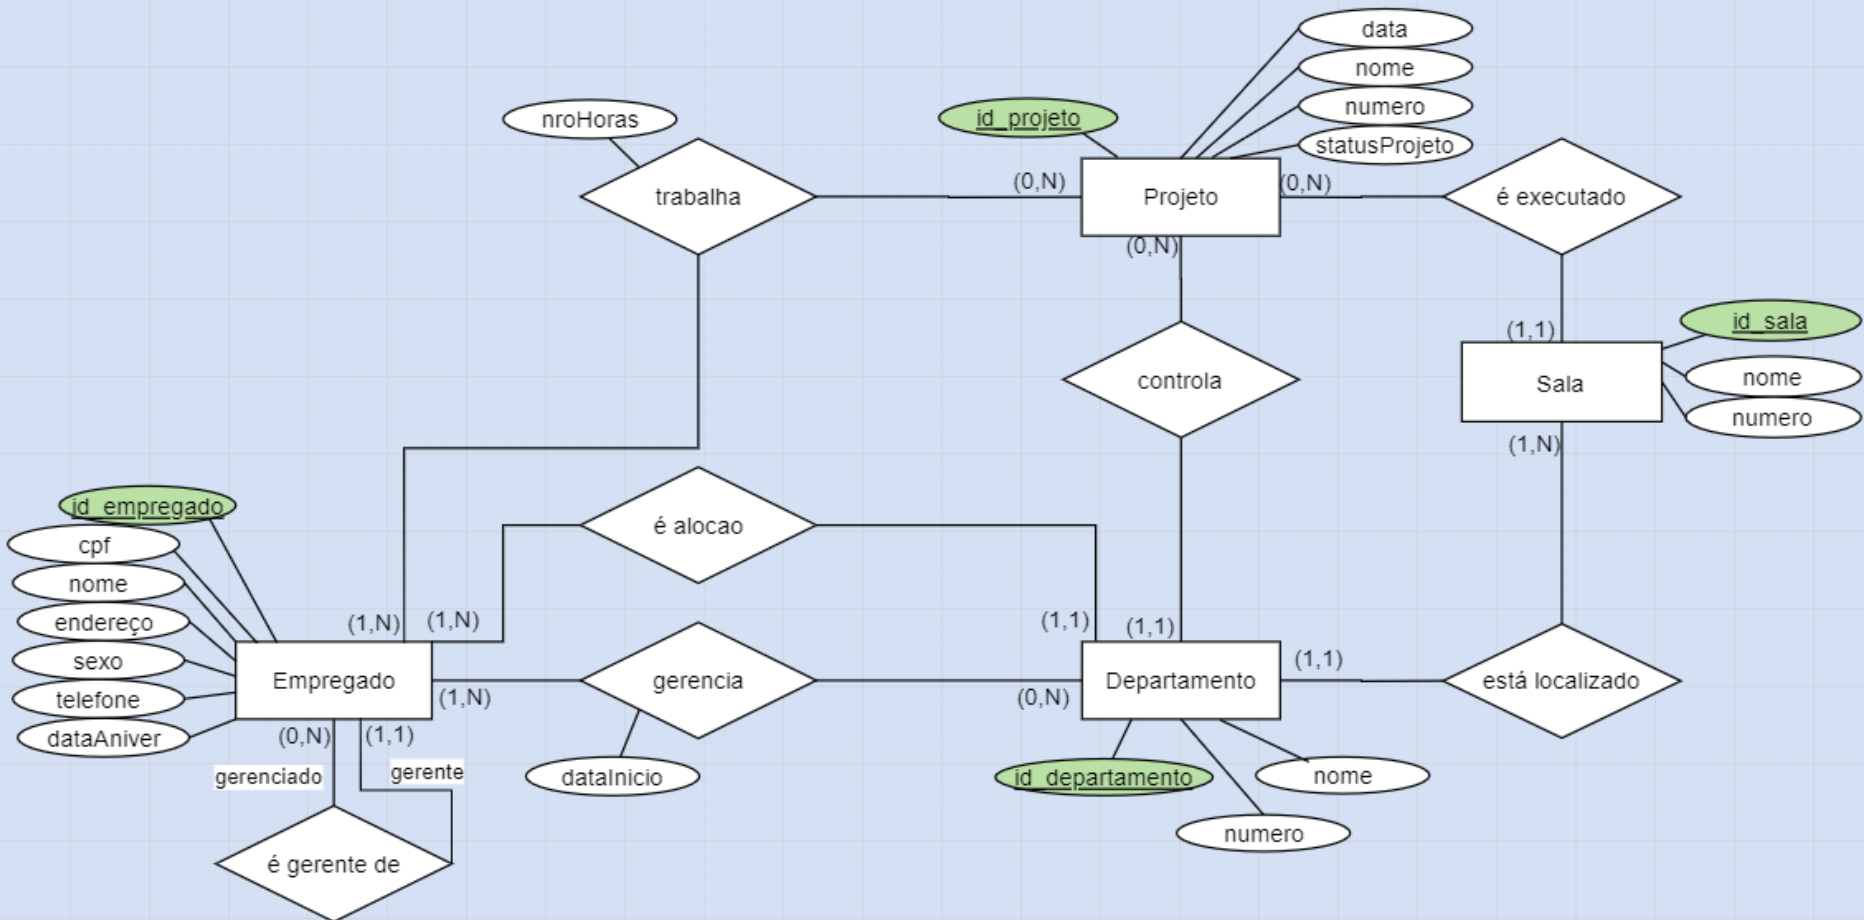 data
nome
numero
statusProjeto
id_projeto
nroHoras
trabalha
(0,N)
Projeto
(0,N)
é executado
(0,N)
id_sala
(1,1)
nome
numero
Sala
controla
(1,N)
id_empregado
cpf
nome
endereço
sexo
telefone
dataAniver
é alocao
(1,N)
(1,N)
(1,1)
(1,1)
Empregado
(1,N)
gerencia
(0,N)
Departamento
(1,1)
está localizado
(0,N)
(1,1)
gerenciado
gerente
dataInicio
id_departamento
nome
numero
é gerente de